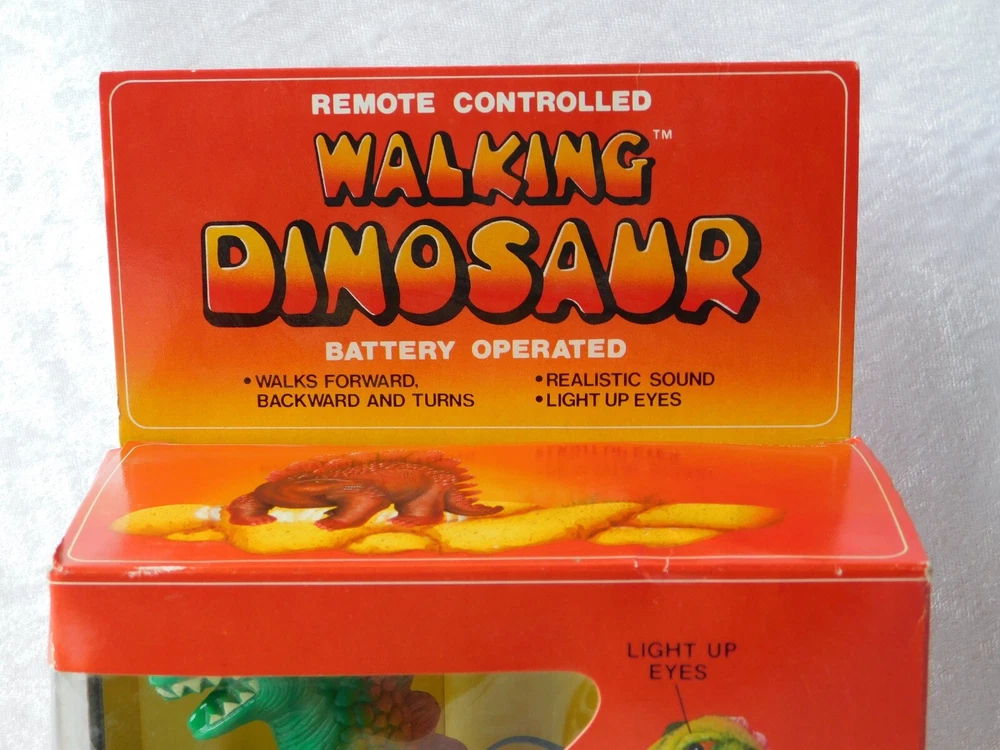 REMOTE CONTROLLED
WALKING™
DINOSAUR
BATTERY OPERATED
• WALKS FORWARD,
BACKWARD AND TURNS
• REALISTIC SOUND
• LIGHT UP EYES
LIGHT UP
EYES